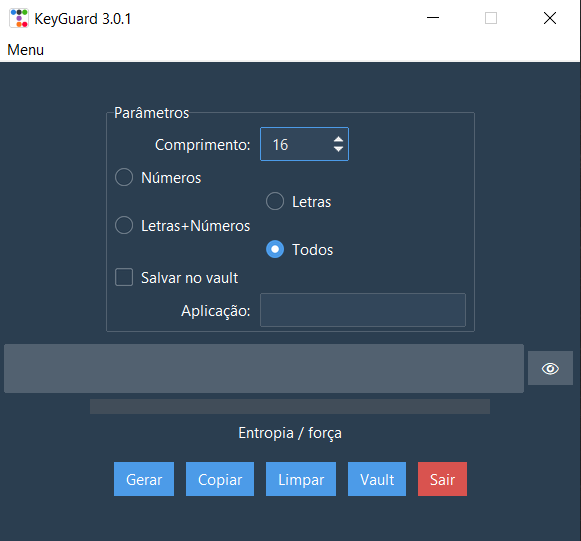 KeyGuard 3.0.1
Menu
Parâmetros
Comprimento: 16
Números
Letras
Letras+Números
Todos
Salvar no vault
Aplicação:
Entropia / força
Gerar Copiar Limpar Vault Sair